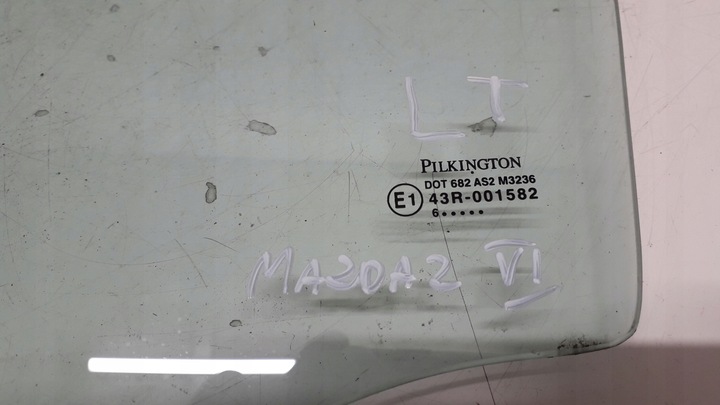 LT
PILKINGTON
DOT 682 AS2 M3236
E1 43R-001582
6•••••
MAZDA2 VI